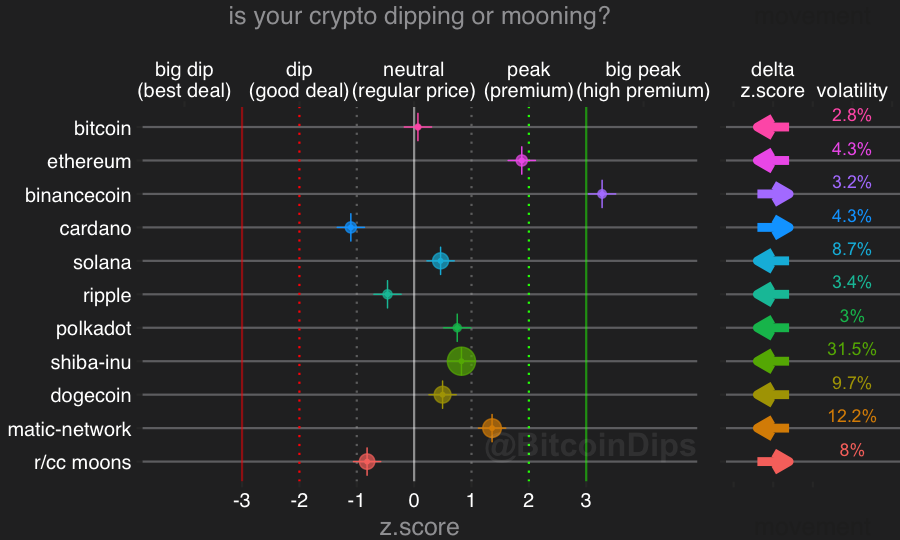 is your crypto dipping or mooning?
movement
big dip
(best deal)
dip
(good deal)
neutral
(regular price)
peak
(premium)
big peak
(high premium)
delta
z.score
volatility
bitcoin 2.8%
ethereum 4.3%
binancecoin 3.2%
cardano 4.3%
solana 8.7%
ripple 3.4%
polkadot 3%
shiba-inu 31.5%
dogecoin 9.7%
matic-network 12.2%
@BitcoinDips
r/cc moons 8%
-3 -2 -1 0 1 2 3
z.score
movement